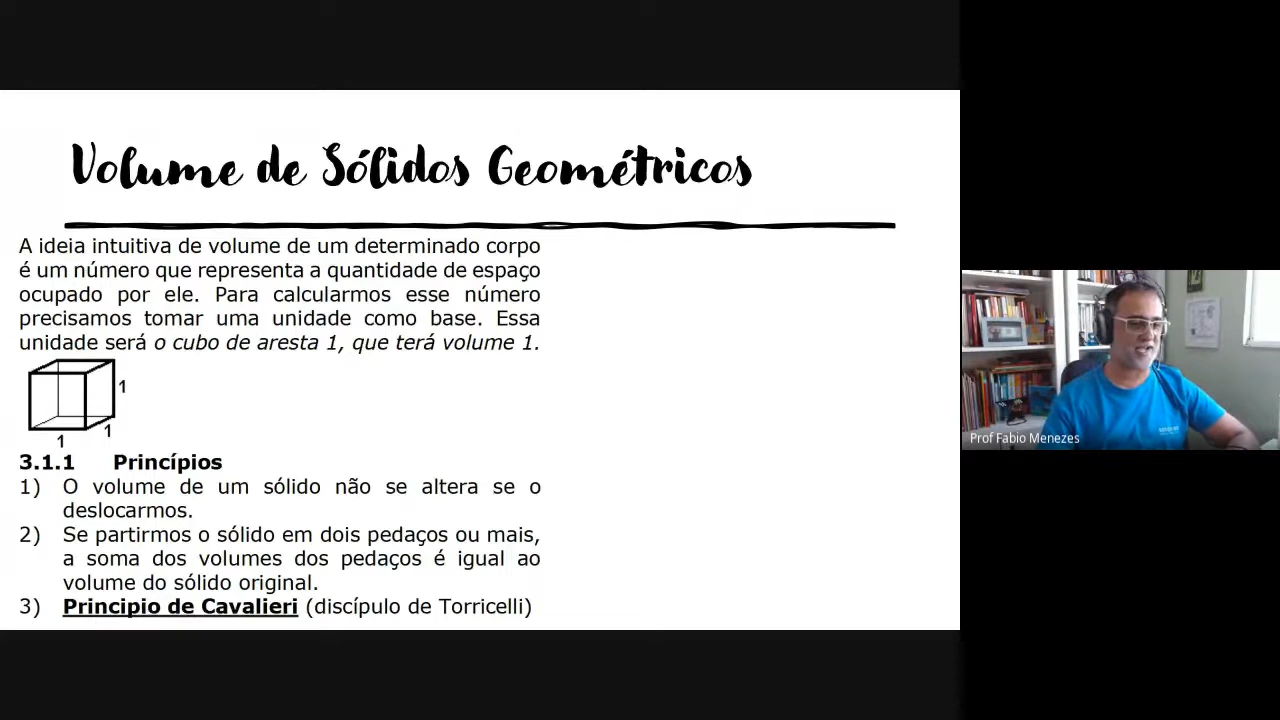 Volume de Sólidos Geométricos
A ideia intuitiva de volume de um determinado corpo
é um número que representa a quantidade de espaço
ocupado por ele. Para calcularmos esse número
precisamos tomar uma unidade como base. Essa
unidade será o cubo de aresta 1, que terá volume 1.
1
1
1
3.1.1 Princípios
1) O volume de um sólido não se altera se o
deslocarmos.
2) Se partirmos o sólido em dois pedaços ou mais,
a soma dos volumes dos pedaços é igual ao
volume do sólido original.
3) Principio de Cavalieri (discípulo de Torricelli)
Prof Fabio Menezes